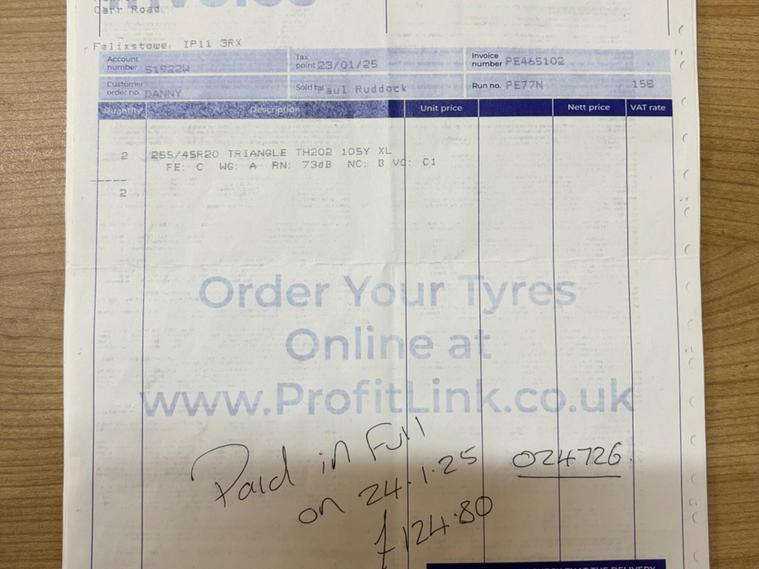 Carr Road
Felixstowe, IP11 3RX
Account number S1922W
Tax point 23/01/25
Invoice number PE465102
Customer order no. DANNY
Sold by aul Ruddock
Run no. PE77N 158
Quantity Description Unit price Nett price VAT rate
2 255/45R20 TRIANGLE TH202 105Y XL
FE: C WG: A RN: 73dB NC: B VC: C1
-----
2
Order Your Tyres
Online at
www.ProfitLink.co.uk
Paid in Full
on 24.1.25 024726.
£124.80